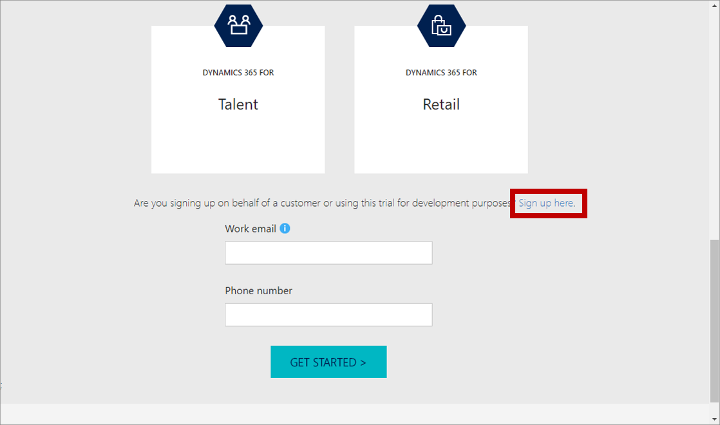 DYNAMICS 365 FOR
Talent
DYNAMICS 365 FOR
Retail
Are you signing up on behalf of a customer or using this trial for development purposes? Sign up here.
Work email
Phone number
GET STARTED >